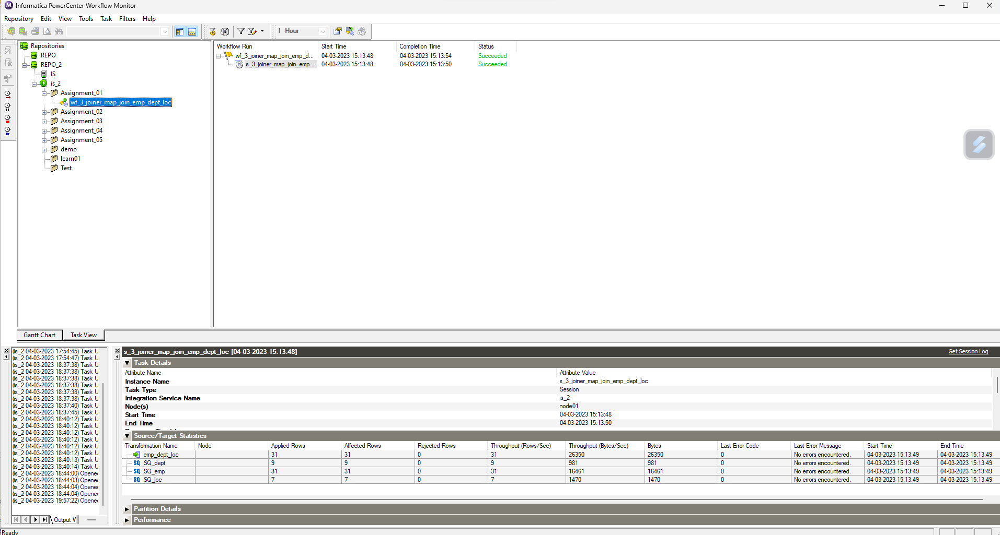 Informatica PowerCenter Workflow Monitor
Repository Edit View Tools Task Filters Help
1 Hour
Repositories
REPO
REPO_2
IS
is_2
Assignment_01
wf_3_joiner_map_join_emp_dept_loc
Assignment_02
Assignment_03
Assignment_04
Assignment_05
demo
learn01
Test
Workflow Run Start Time Completion Time Status
wf_3_joiner_map_join_emp_d... 04-03-2023 15:13:48 04-03-2023 15:13:54 Succeeded
s_3_joiner_map_join_emp... 04-03-2023 15:13:48 04-03-2023 15:13:50 Succeeded
Gantt Chart Task View
(is_2 04-03-2023 17:54:45) Task U
(is_2 04-03-2023 17:54:47) Task U
(is_2 04-03-2023 18:37:38) Task U
(is_2 04-03-2023 18:37:38) Task U
(is_2 04-03-2023 18:37:38) Task U
(is_2 04-03-2023 18:37:38) Task U
(is_2 04-03-2023 18:37:38) Task U
(is_2 04-03-2023 18:37:38) Task U
(is_2 04-03-2023 18:37:40) Task U
(is_2 04-03-2023 18:37:45) Task U
(is_2 04-03-2023 18:40:12) Task U
(is_2 04-03-2023 18:40:12) Task U
(is_2 04-03-2023 18:40:12) Task U
(is_2 04-03-2023 18:40:12) Task U
(is_2 04-03-2023 18:40:12) Task U
(is_2 04-03-2023 18:40:12) Task U
(is_2 04-03-2023 18:40:13) Task U
(is_2 04-03-2023 18:40:14) Task U
(is_2 04-03-2023 18:44:00) Opened
(is_2 04-03-2023 18:44:03) Opened
(is_2 04-03-2023 18:44:04) Opened
(is_2 04-03-2023 18:44:04) Opened
(is_2 04-03-2023 19:57:22) Opened
Output W
s_3_joiner_map_join_emp_dept_loc [04-03-2023 15:13:48] Get Session Log
Task Details
Attribute Name Attribute Value
Instance Name s_3_joiner_map_join_emp_dept_loc
Task Type Session
Integration Service Name is_2
Node(s) node01
Start Time 04-03-2023 15:13:48
End Time 04-03-2023 15:13:50
Source/Target Statistics
Transformation Name Node Applied Rows Affected Rows Rejected Rows Throughput (Rows/Sec) Throughput (Bytes/Sec) Bytes Last Error Code Last Error Message Start Time End Time
emp_dept_loc 31 31 0 31 26350 26350 0 No errors encountered. 04-03-2023 15:13:49 04-03-2023 15:13:49
SQ SQ_dept 9 9 0 9 981 981 0 No errors encountered. 04-03-2023 15:13:49 04-03-2023 15:13:49
SQ SQ_emp 31 31 0 31 16461 16461 0 No errors encountered. 04-03-2023 15:13:49 04-03-2023 15:13:49
SQ SQ_loc 7 7 0 7 1470 1470 0 No errors encountered. 04-03-2023 15:13:49 04-03-2023 15:13:49
Partition Details
Performance
Ready